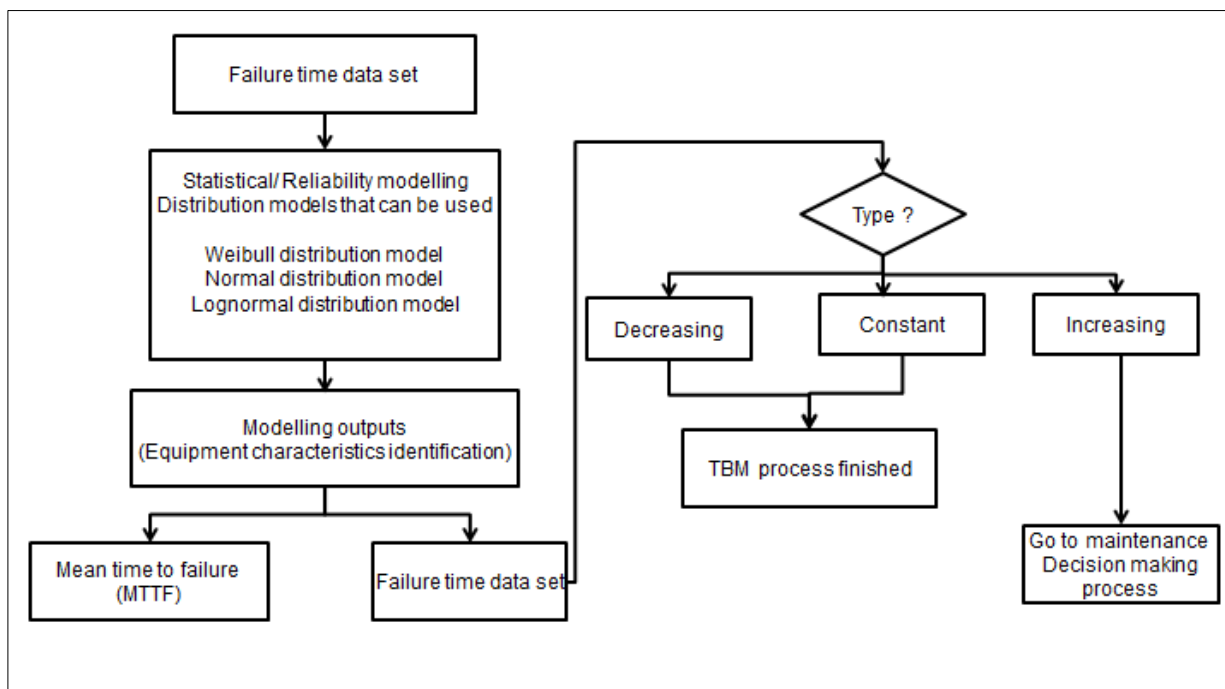 Failure time data set
Statistical/ Reliability modelling
Distribution models that can be used
Weibull distribution model
Normal distribution model
Lognormal distribution model
Modelling outputs
(Equipment characteristics identification)
Mean time to failure
(MTTF)
Failure time data set
Type ?
Decreasing
Constant
Increasing
TBM process finished
Go to maintenance
Decision making
process